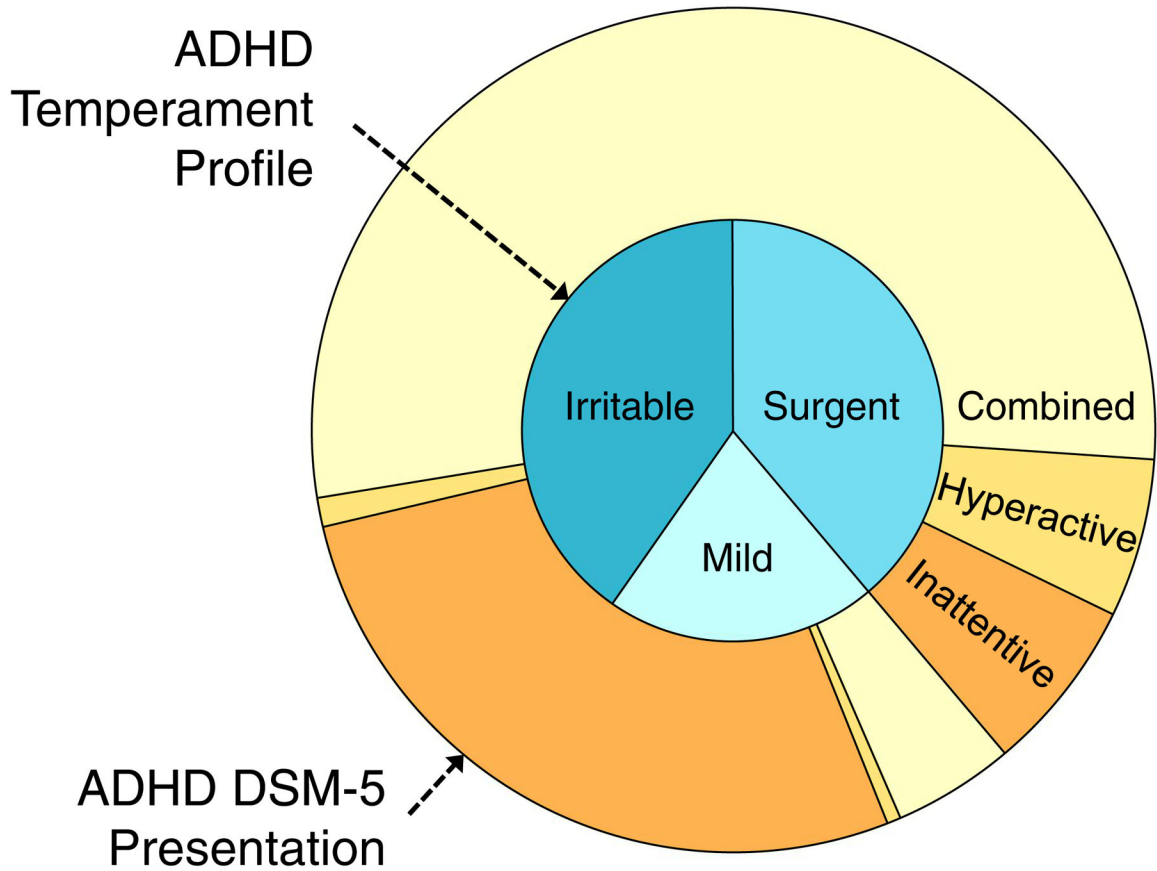 ADHD
Temperament
Profile
Irritable
Surgent
Combined
Hyperactive
Mild
Inattentive
ADHD DSM-5
Presentation